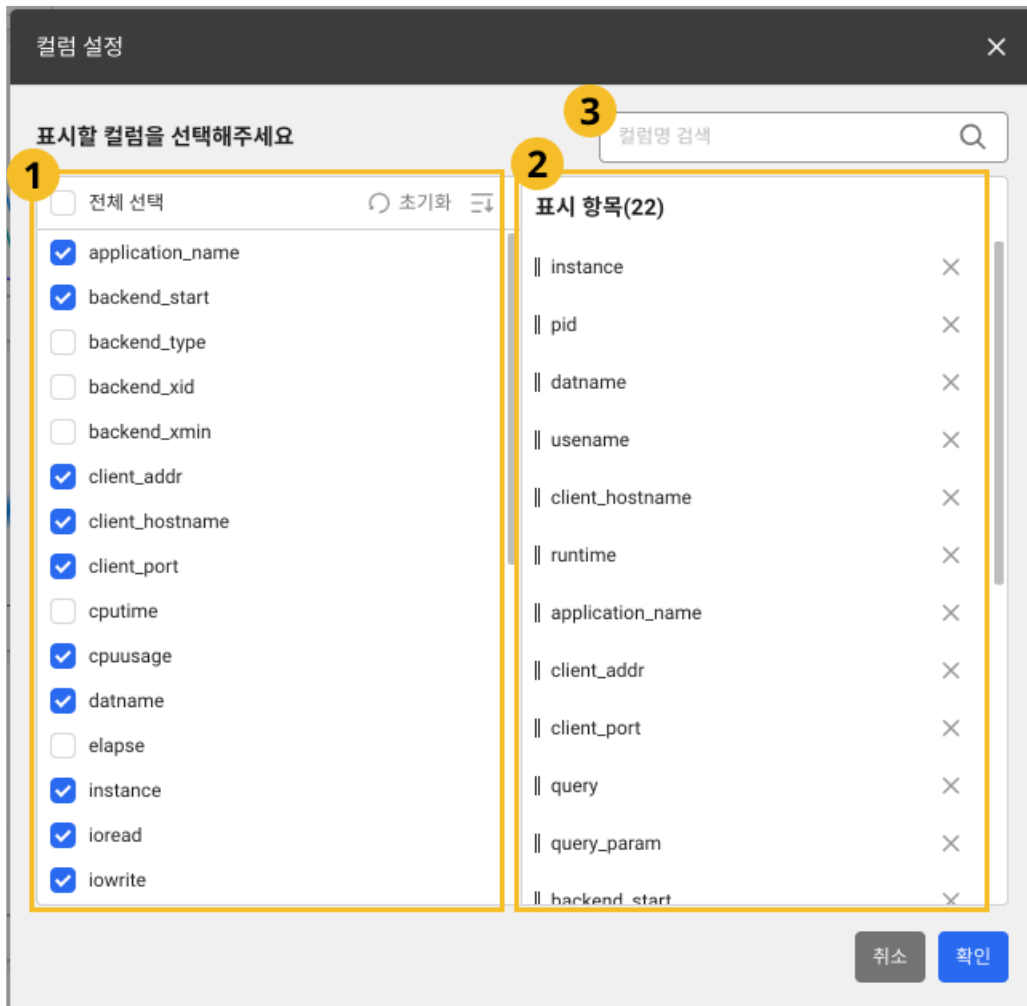 컬럼 설정
표시할 컬럼을 선택해주세요
3
컬럼명 검색
1
전체 선택
초기화
application_name
backend_start
backend_type
backend_xid
backend_xmin
client_addr
client_hostname
client_port
cputime
cpuusage
datname
elapse
instance
ioread
iowrite
2
표시 항목(22)
instance
pid
datname
usename
client_hostname
runtime
application_name
client_addr
client_port
query
query_param
backend_start
취소
확인